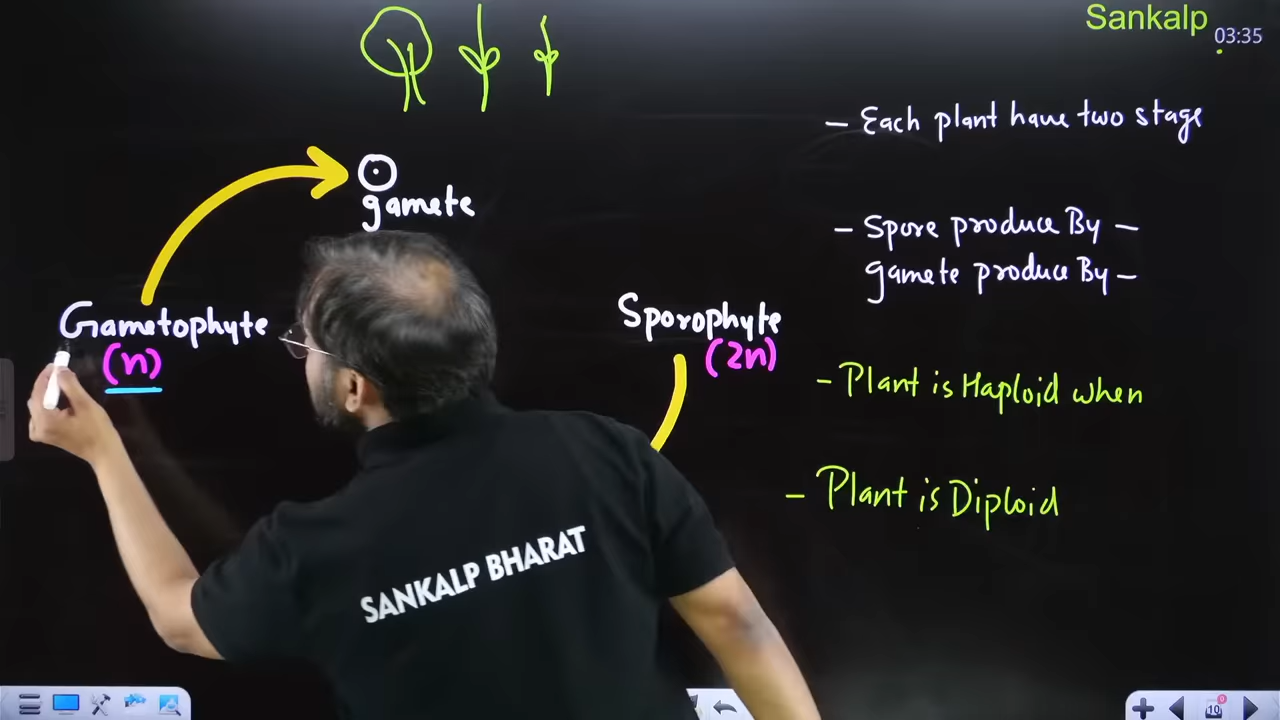 Sankalp
03:35
- Each plant have two stage
gamete
- Spore produce By -
gamete produce By -
Gametophyte
(n)
Sporophyte
(2n)
- Plant is Haploid when
- Plant is Diploid
SANKALP BHARAT
10